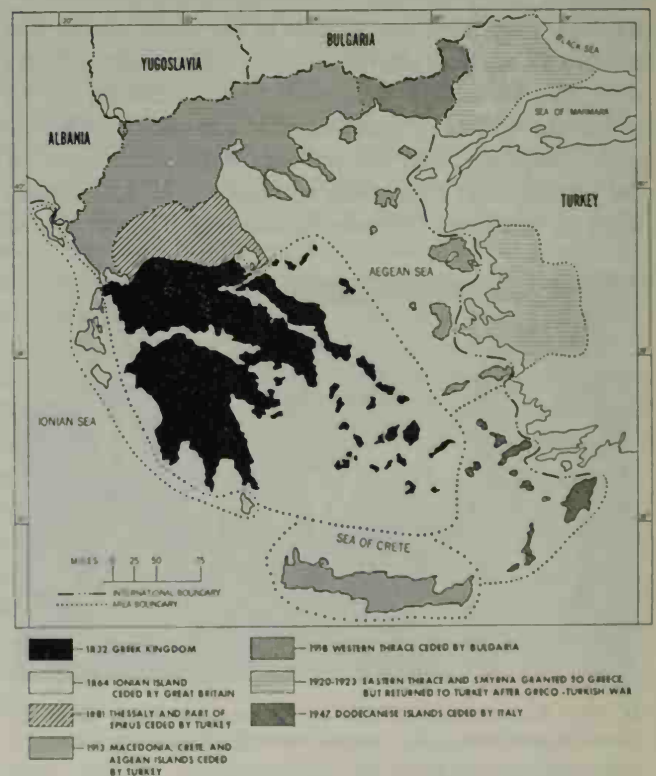 BULGARIA
YUGOSLAVIA
BLACK SEA
SEA OF MARMARA
ALBANIA
TURKEY
AEGEAN SEA
IONIAN SEA
SEA OF CRETE
MILES 0 25 50 75
INTERNATIONAL BOUNDARY
AREA BOUNDARY
1832 GREEK KINGDOM
1864 IONIAN ISLAND
CEDED BY GREAT BRITAIN
1881 THESSALY AND PART OF
EPIRUS CEDED BY TURKEY
1913 MACEDONIA, CRETE, AND
AEGEAN ISLANDS CEDED
BY TURKEY
1918 WESTERN THRACE CEDED BY BULGARIA
1920-1923 EASTERN THRACE AND SMYRNA GRANTED TO GREECE,
BUT RETURNED TO TURKEY AFTER GRECO-TURKISH WAR
1947 DODECANESE ISLANDS CEDED BY ITALY